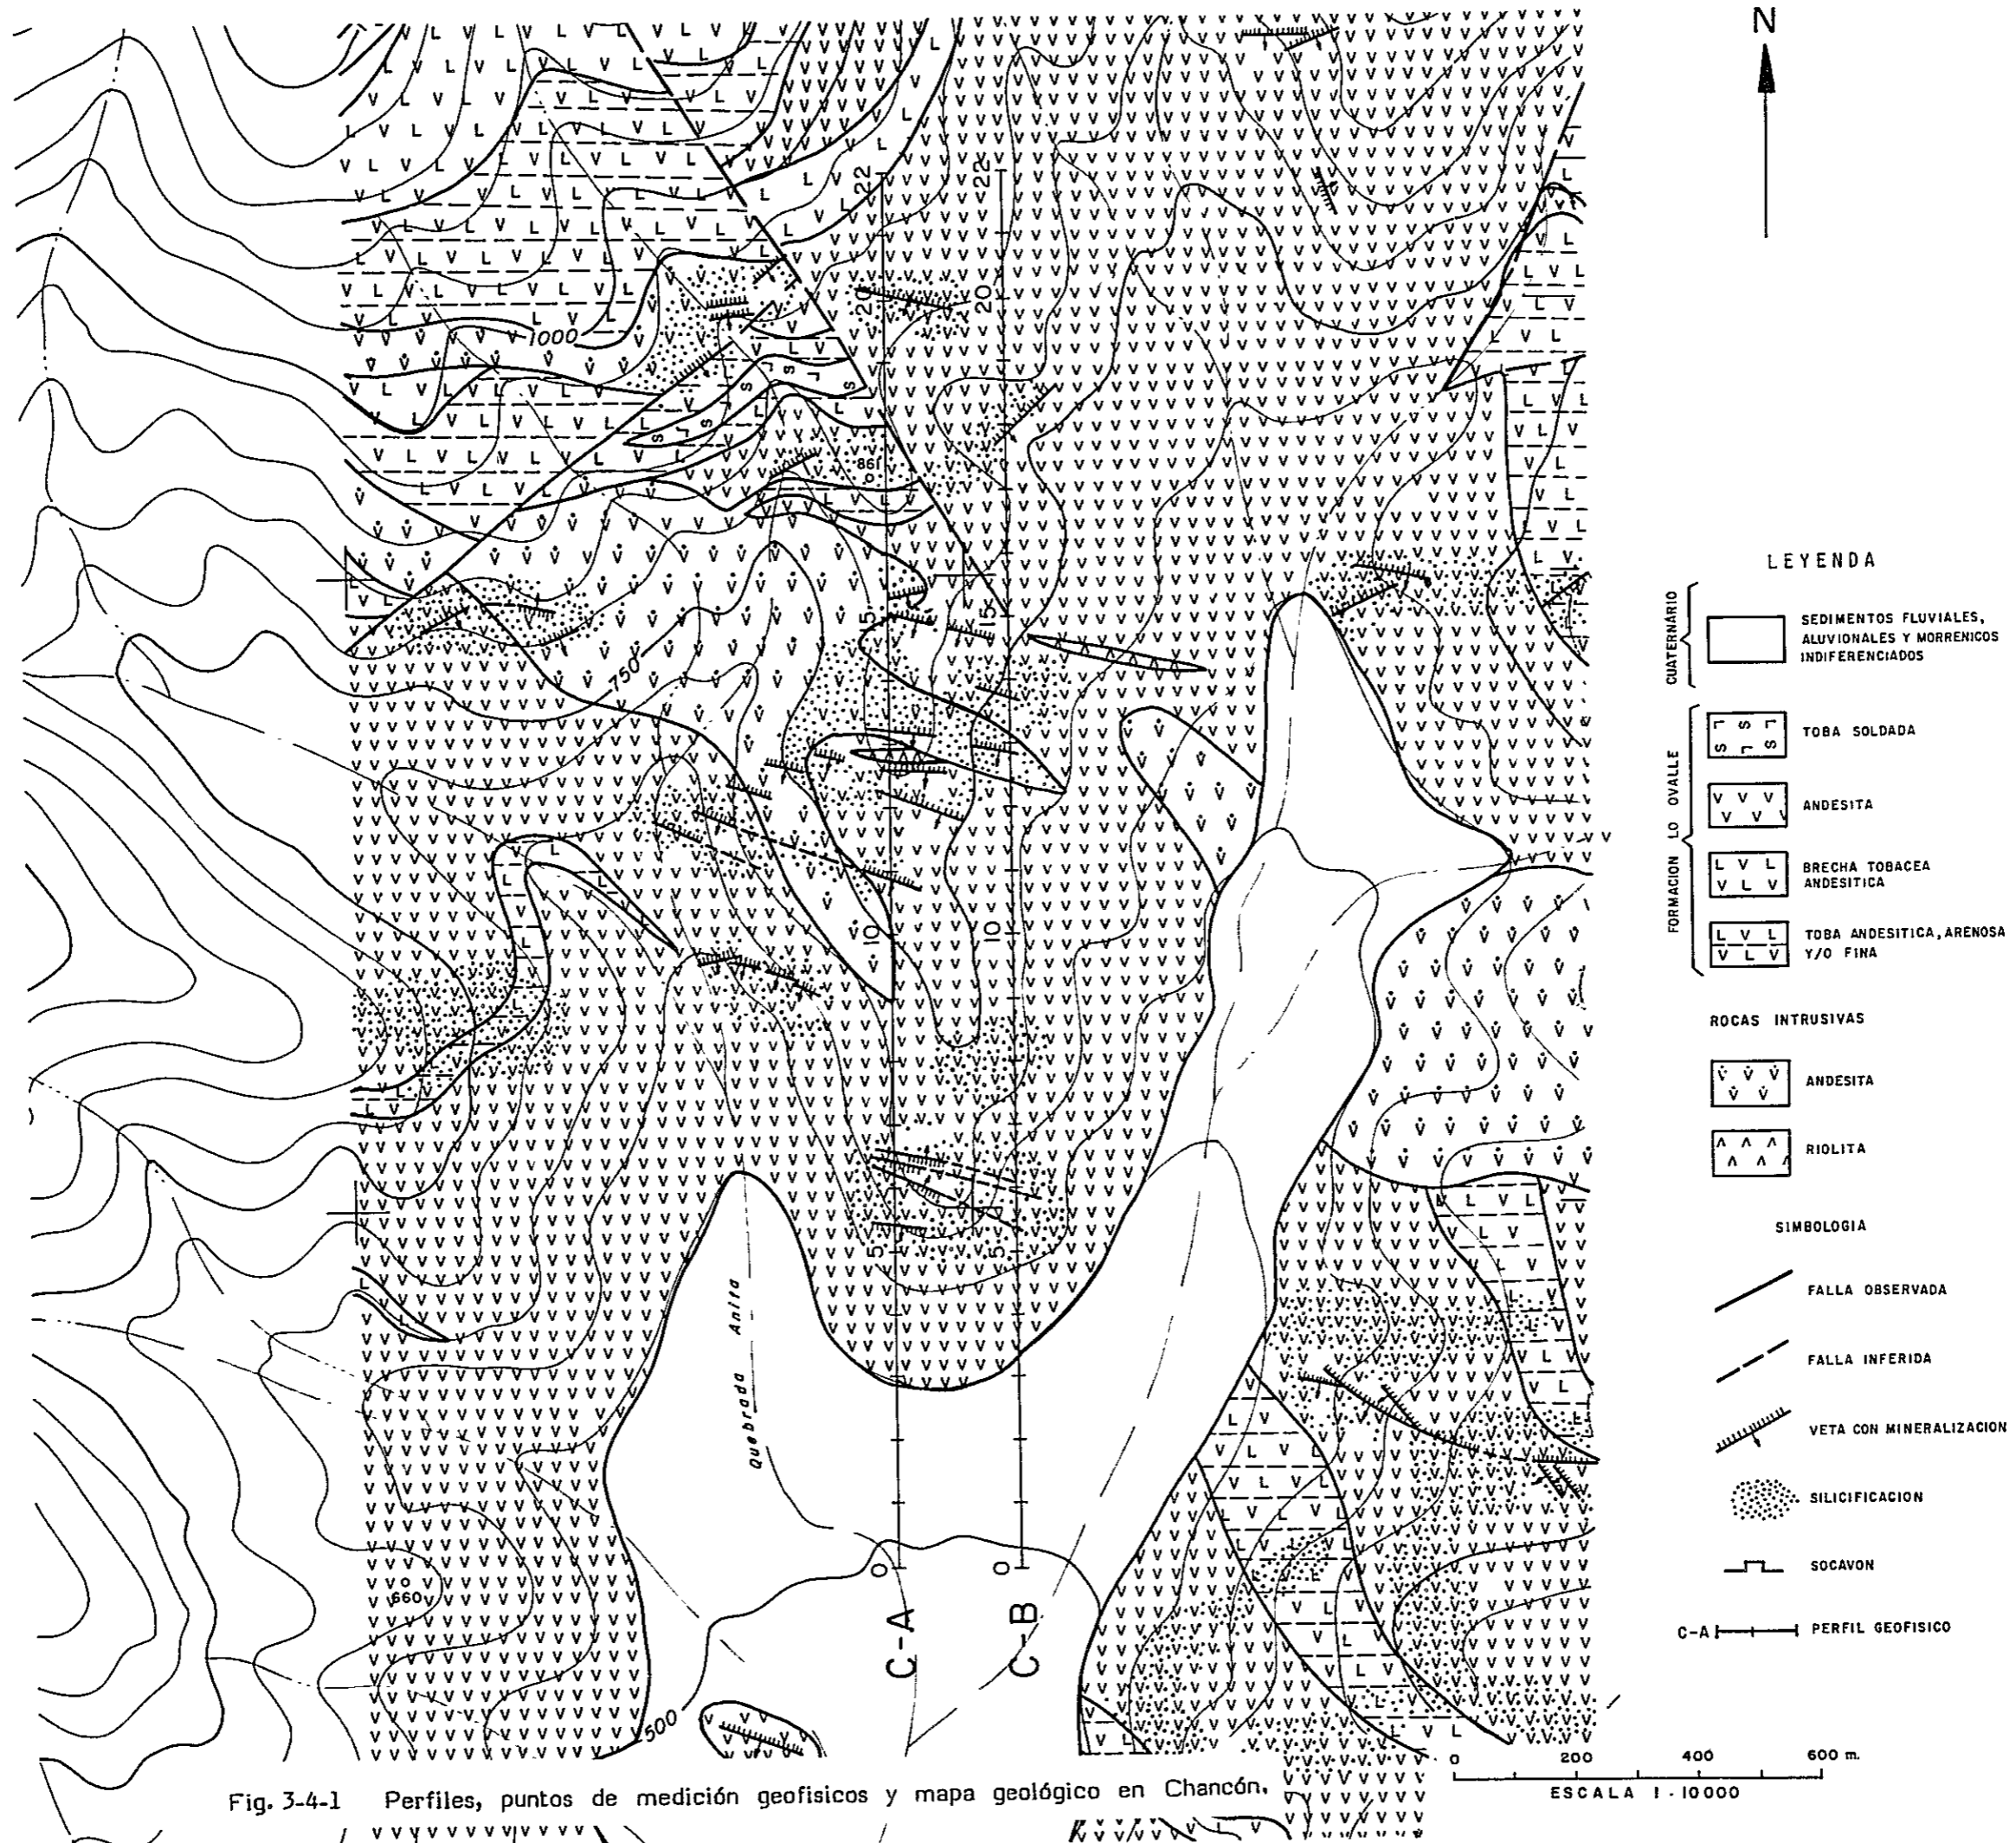 N
22
22
20
20
1000
861
15
15
750
10
10
5
5
Quebrada Anita
0
0
660
C-A
C-B
500
LEYENDA
CUATERNÁRIO
SEDIMENTOS FLUVIALES,
ALUVIONALES Y MORRENICOS
INDIFERENCIADOS
FORMACION LO OVALLE
L S L
S L S
TOBA SOLDADA
V V V
V V V
ANDESITA
L V L
V L V
BRECHA TOBACEA
ANDESITICA
L V L
V L V
TOBA ANDESITICA, ARENOSA
Y/O FINA
ROCAS INTRUSIVAS
ANDESITA
RIOLITA
SIMBOLOGIA
FALLA OBSERVADA
FALLA INFERIDA
VETA CON MINERALIZACION
SILICIFICACION
SOCAVON
C-A PERFIL GEOFISICO
0 200 400 600 m.
ESCALA 1-10000
Fig. 3-4-1 Perfiles, puntos de medición geofisicos y mapa geológico en Chancón.